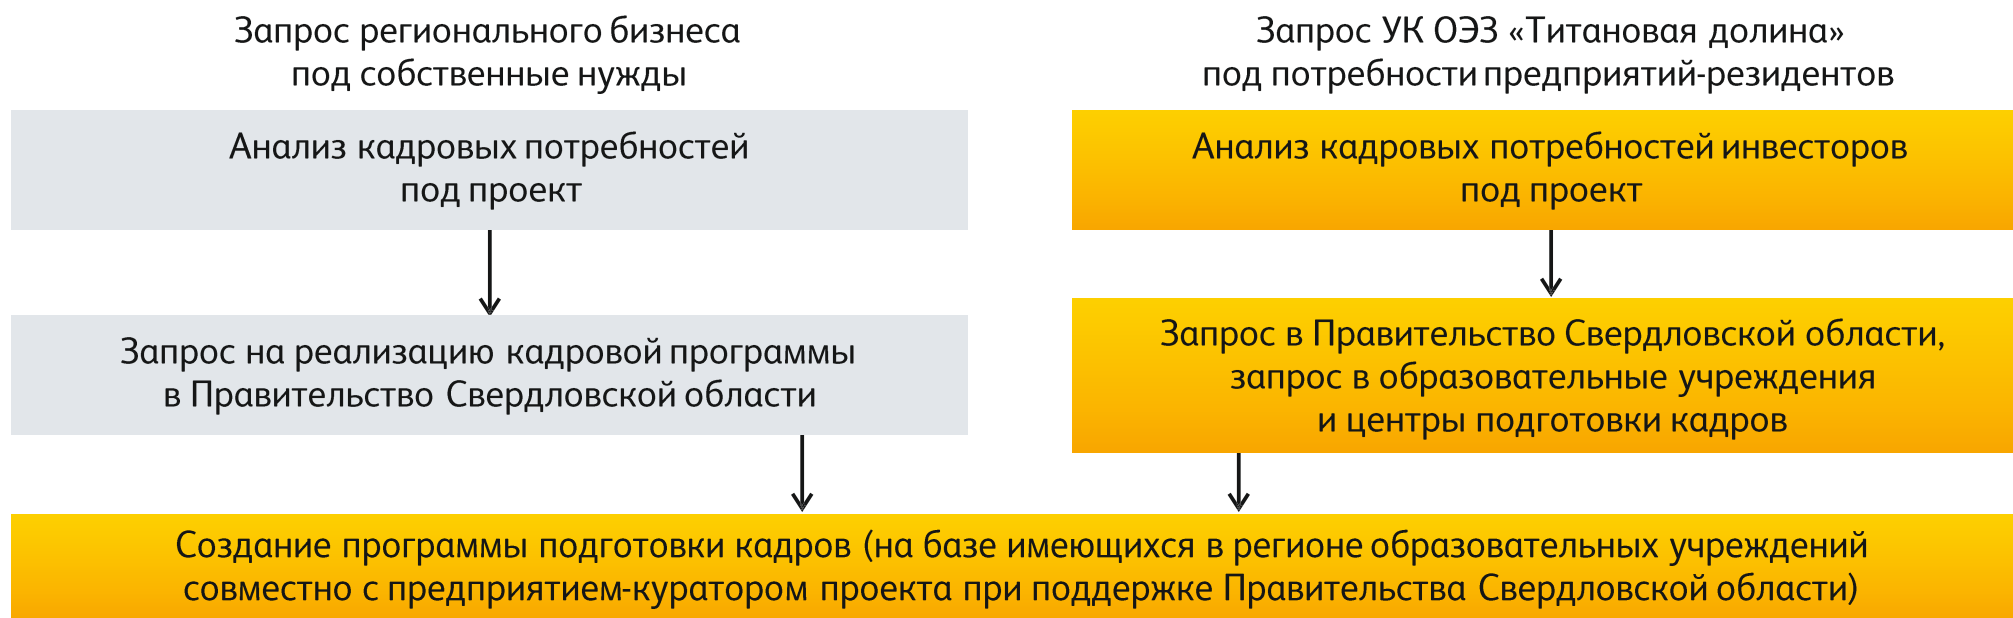 Запрос регионального бизнеса
под собственные нужды
Анализ кадровых потребностей
под проект
Запрос на реализацию кадровой программы
в Правительство Свердловской области
Запрос УК ОЭЗ «Титановая долина»
под потребности предприятий-резидентов
Анализ кадровых потребностей инвесторов
под проект
Запрос в Правительство Свердловской области,
запрос в образовательные учреждения
и центры подготовки кадров
Создание программы подготовки кадров (на базе имеющихся в регионе образовательных учреждений
совместно с предприятием-куратором проекта при поддержке Правительства Свердловской области)